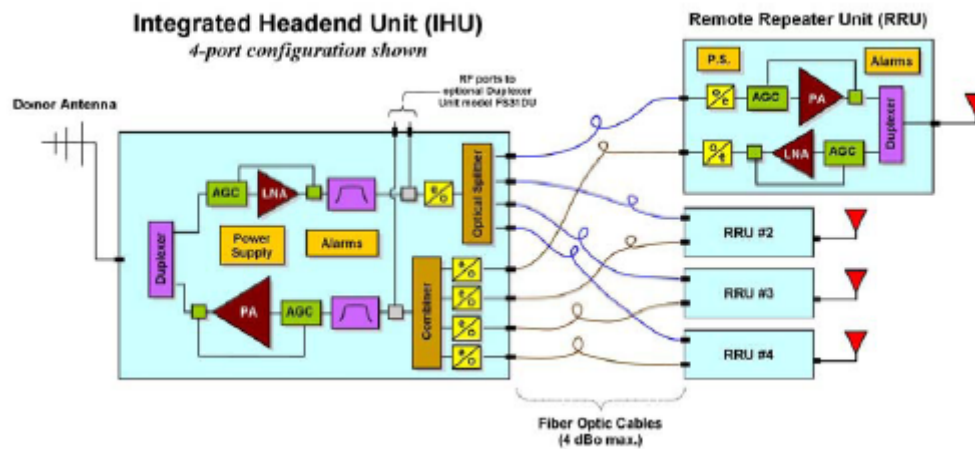 Integrated Headend Unit (IHU)
4-port configuration shown
Remote Repeater Unit (RRU)
RF ports to
optional Duplexer
Unit model FS31DU
Donor Antenna
P.S.
Alarms
AGC
PA
Duplexer
LNA
AGC
Optical Splitter
AGC
LNA
Duplexer
Power
Supply
Alarms
PA
AGC
Combiner
RRU #2
RRU #3
RRU #4
Fiber Optic Cables
(4 dBo max.)